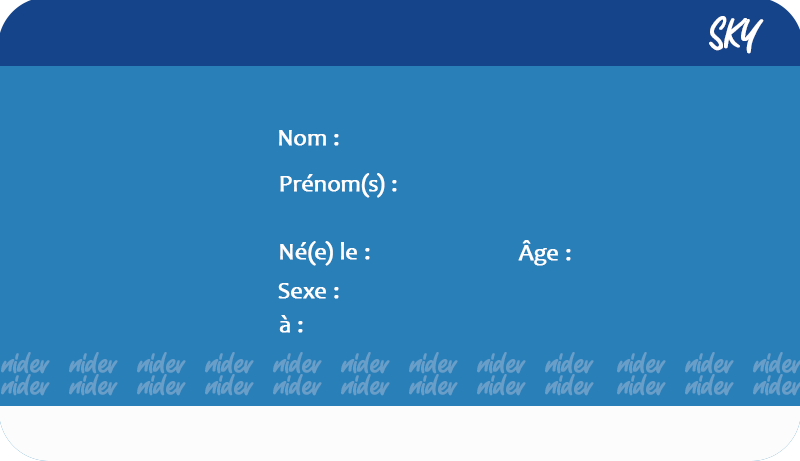 SKY
Nom :
Prénom(s) :
Né(e) le : Âge :
Sexe :
à :
nider nider nider nider nider nider nider nider nider nider nider nider
nider nider nider nider nider nider nider nider nider nider nider nider